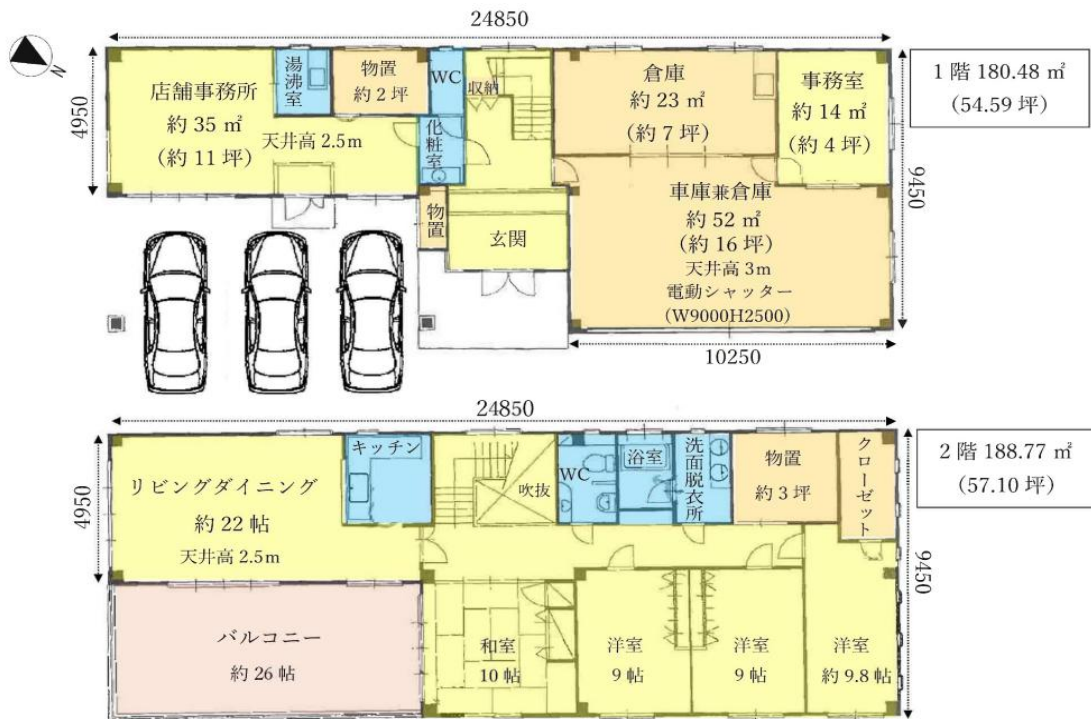 24850
N
4950
店舗事務所
約 35 ㎡
(約 11 坪)
天井高 2.5m
湯沸室
物置
約 2 坪
WC
化粧室
収納
物置
玄関
倉庫
約 23 ㎡
(約 7 坪)
事務室
約 14 ㎡
(約 4 坪)
車庫兼倉庫
約 52 ㎡
(約 16 坪)
天井高 3m
電動シャッター
(W9000H2500)
9450
10250
1 階 180.48 ㎡
(54.59 坪)
24850
4950
リビングダイニング
約 22 帖
天井高 2.5m
キッチン
吹抜
WC
浴室
洗面脱衣所
物置
約 3 坪
クローゼット
バルコニー
約 26 帖
和室
10 帖
洋室
9 帖
洋室
9 帖
洋室
約 9.8 帖
9450
2 階 188.77 ㎡
(57.10 坪)